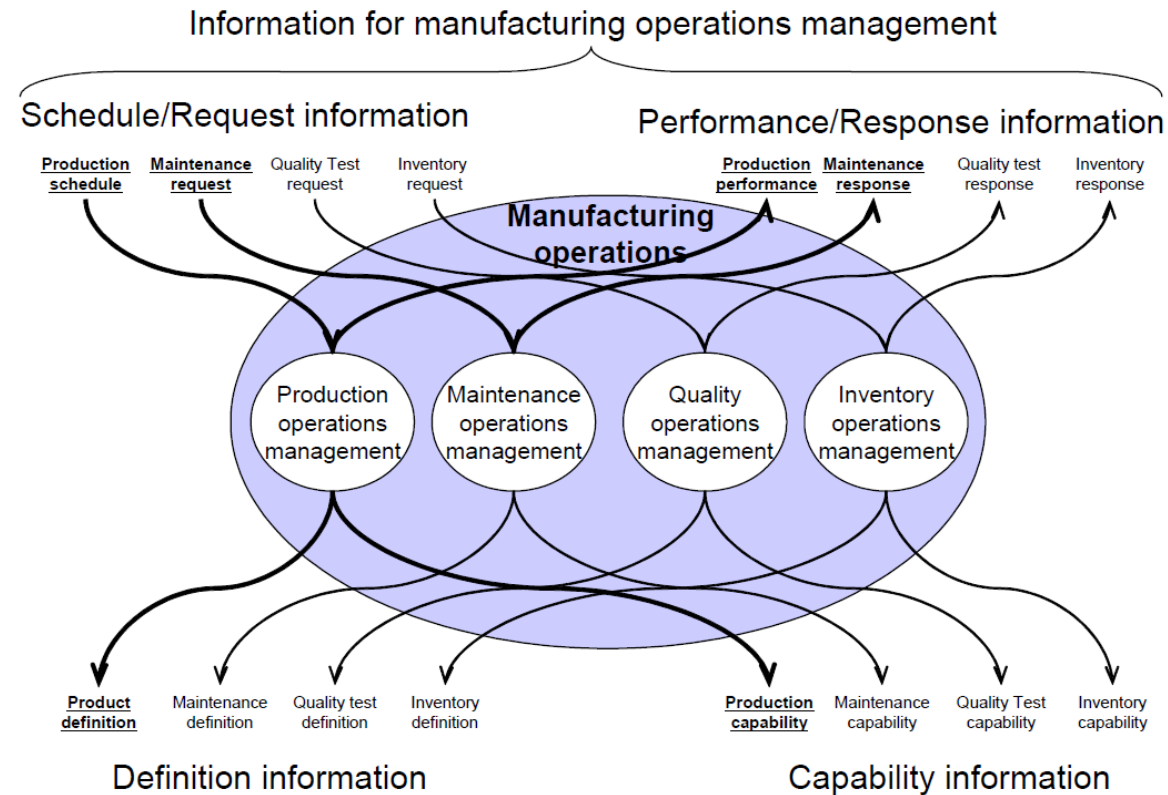 Information for manufacturing operations management
Schedule/Request information
Performance/Response information
Production
schedule
Maintenance
request
Quality Test
request
Inventory
request
Production
performance
Maintenance
response
Quality test
response
Inventory
response
Manufacturing
operations
Production
operations
management
Maintenance
operations
management
Quality
operations
management
Inventory
operations
management
Product
definition
Maintenance
definition
Quality test
definition
Inventory
definition
Production
capability
Maintenance
capability
Quality Test
capability
Inventory
capability
Definition information
Capability information